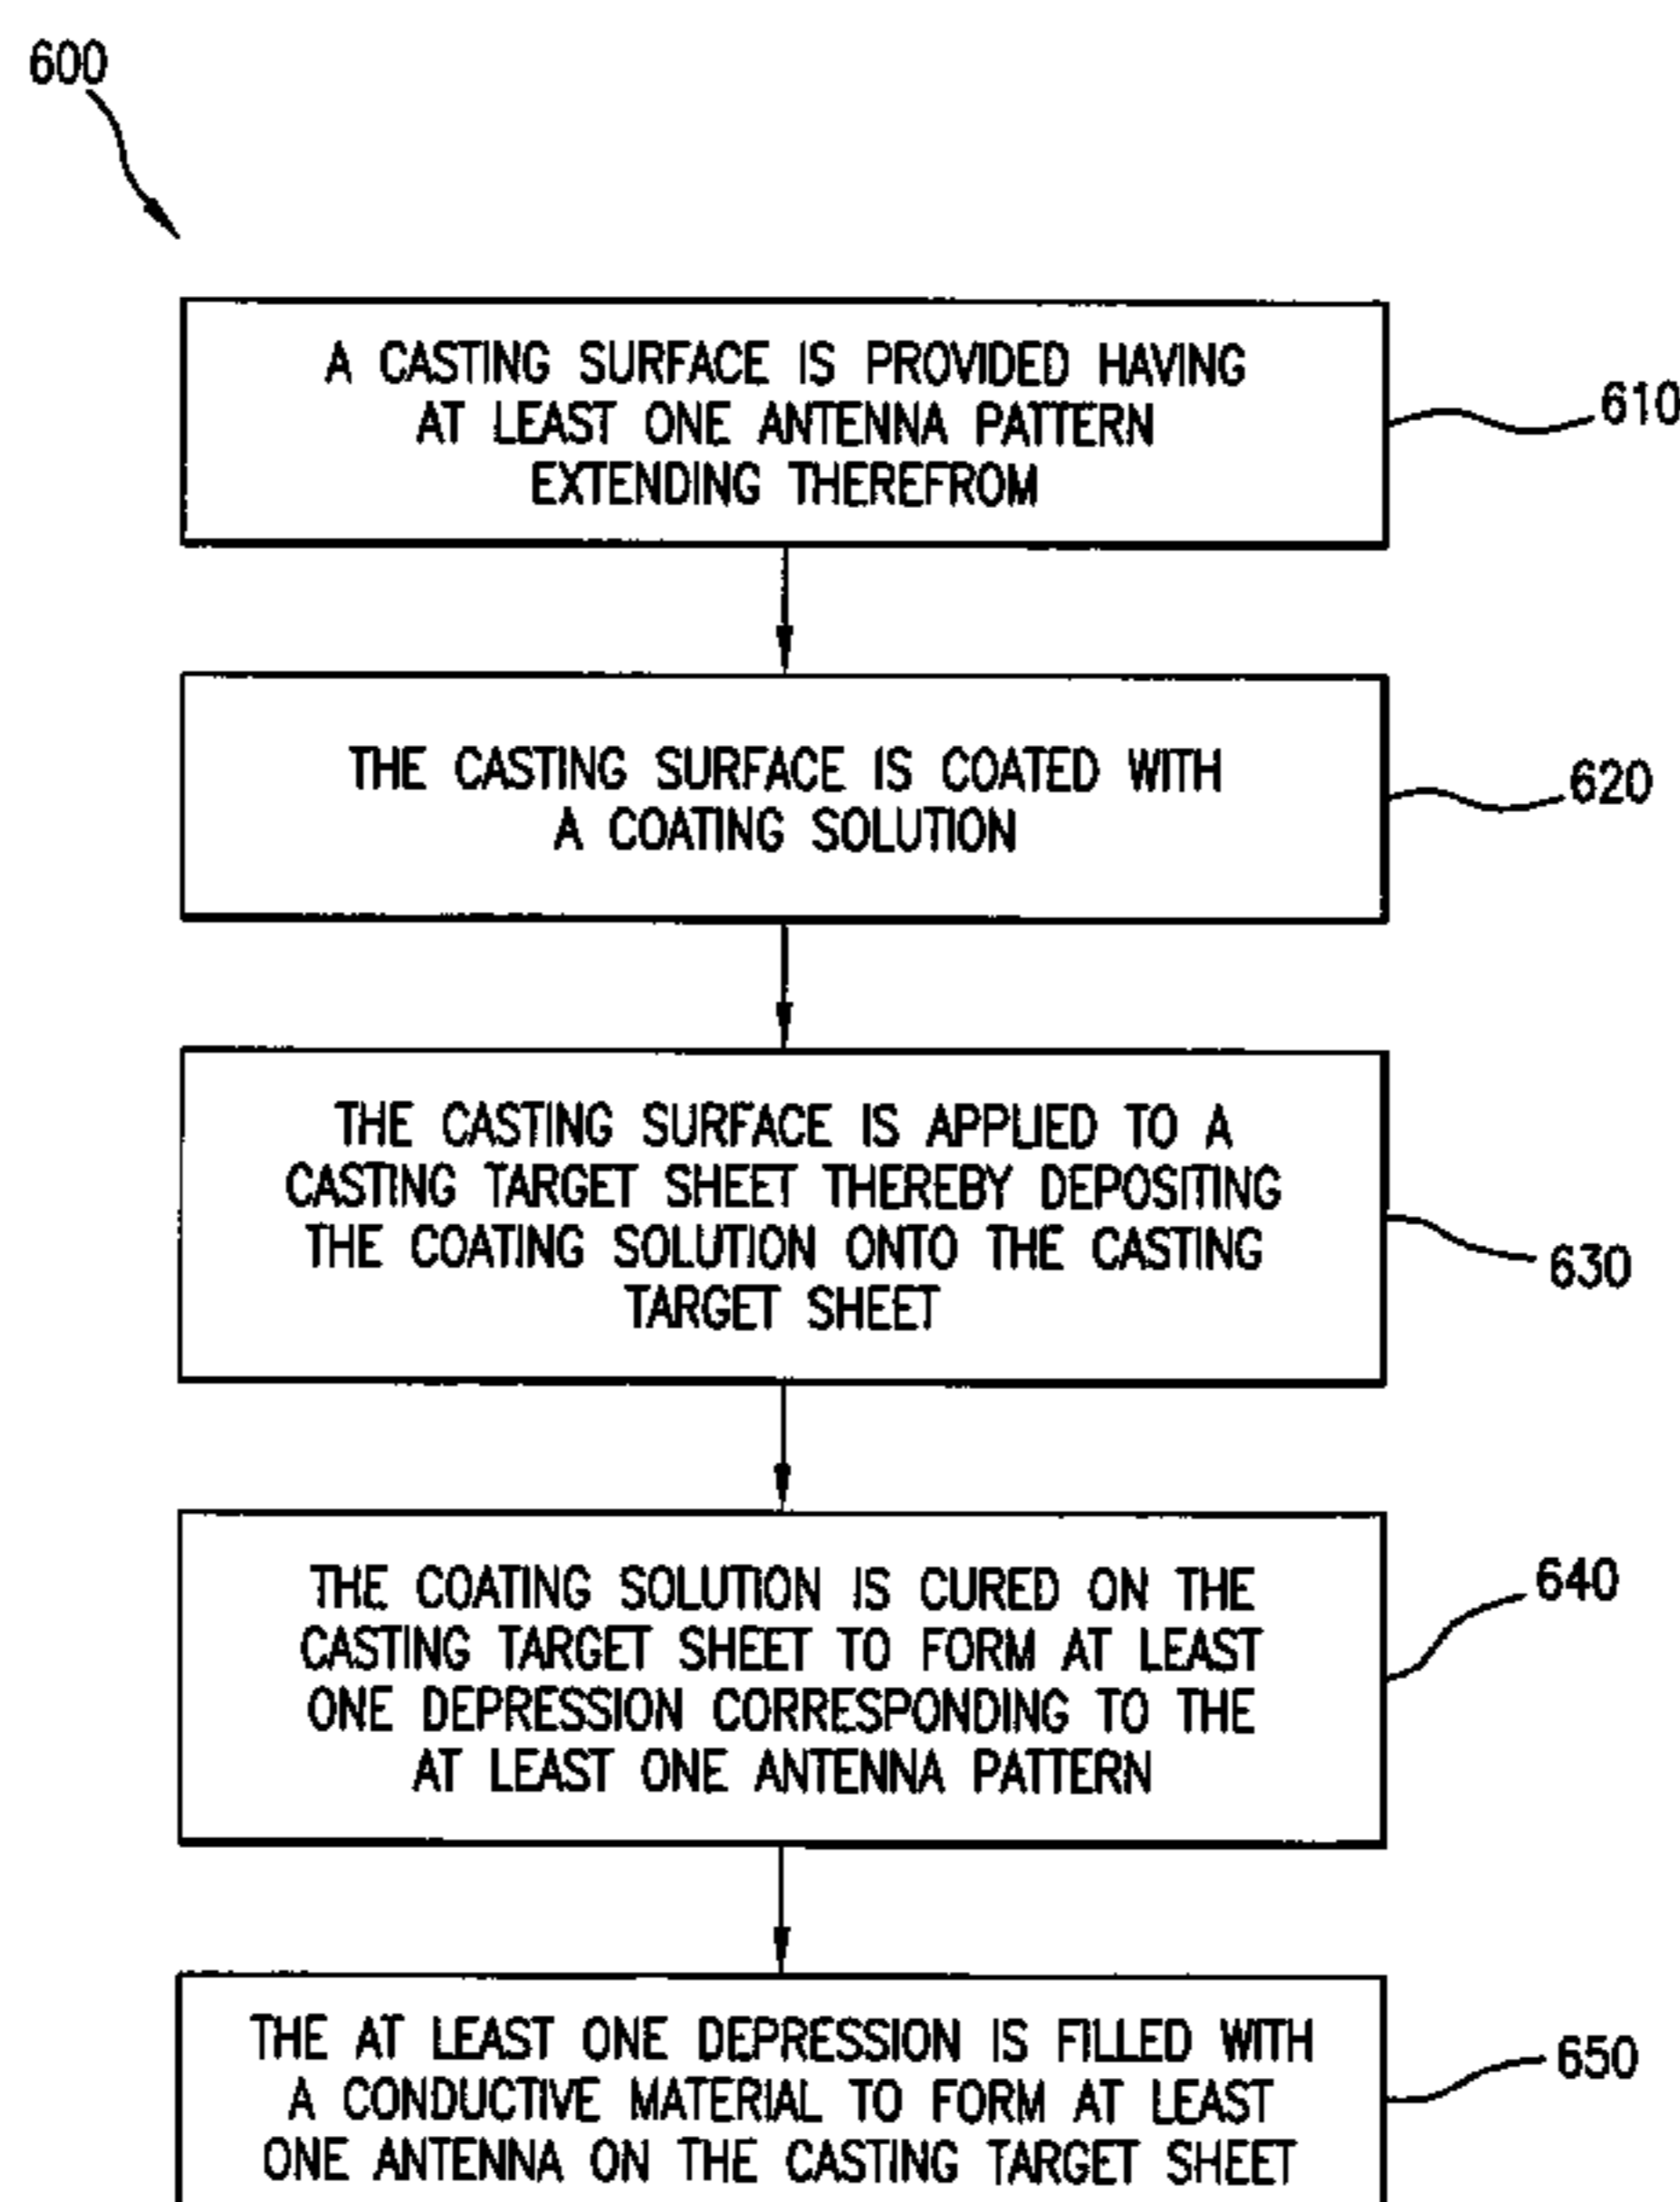 600
A CASTING SURFACE IS PROVIDED HAVING
AT LEAST ONE ANTENNA PATTERN
EXTENDING THEREFROM
610
THE CASTING SURFACE IS COATED WITH
A COATING SOLUTION
620
THE CASTING SURFACE IS APPLIED TO A
CASTING TARGET SHEET THEREBY DEPOSITING
THE COATING SOLUTION ONTO THE CASTING
TARGET SHEET
630
THE COATING SOLUTION IS CURED ON THE
CASTING TARGET SHEET TO FORM AT LEAST
ONE DEPRESSION CORRESPONDING TO THE
AT LEAST ONE ANTENNA PATTERN
640
THE AT LEAST ONE DEPRESSION IS FILLED WITH
A CONDUCTIVE MATERIAL TO FORM AT LEAST
ONE ANTENNA ON THE CASTING TARGET SHEET
650